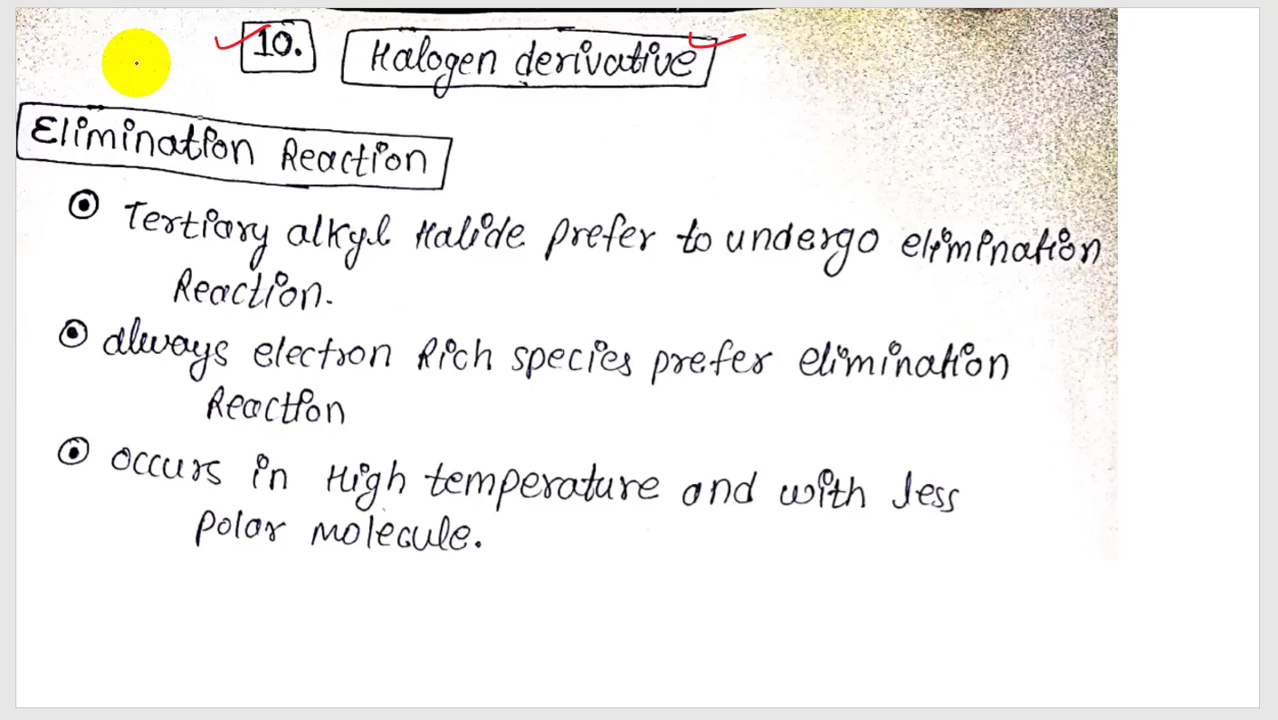 10. Halogen derivative
Elimination Reaction
Tertiary alkyl Halide prefer to undergo elimination
Reaction.
always electron Rich species prefer elimination
Reaction
occurs in High temperature and with less
polar molecule.